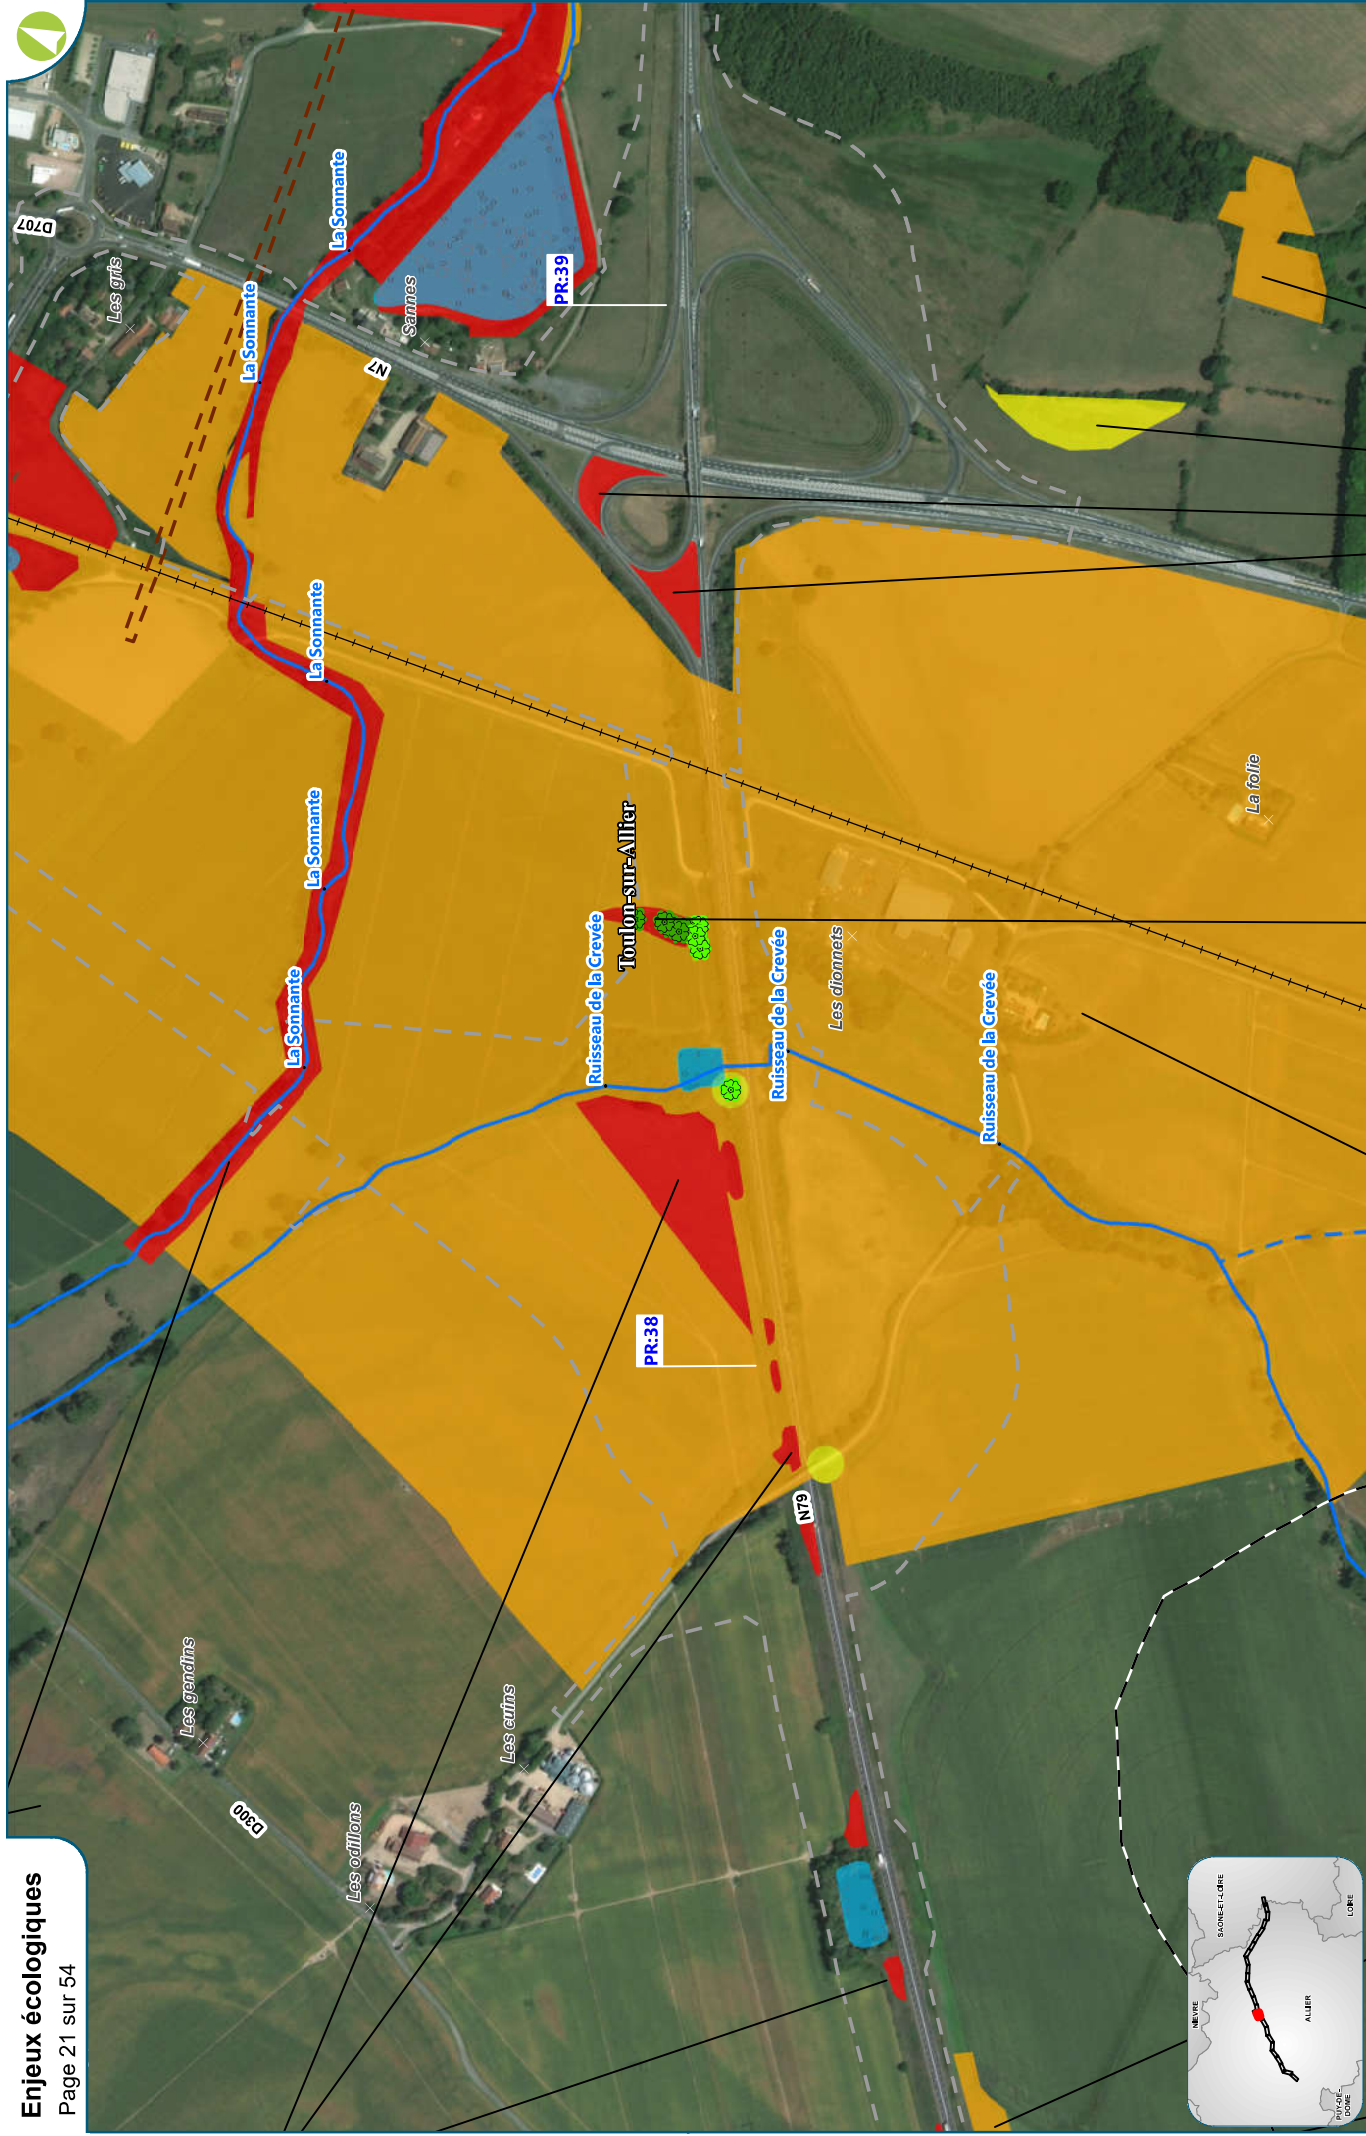 Enjeux écologiques
Page 21 sur 54
D707
Les gris
La Sonnante
La Sonnante
Sannes
PR:39
N7
La Sonnante
La Sonnante
La Sonnante
Toulon-sur-Allier
Ruisseau de la Crevée
Ruisseau de la Crevée
Ruisseau de la Crevée
Les dionnets
La folie
PR:38
N79
Les gendins
D300
Les cuins
Les odillons
NIEVRE
SAONE-ET-LOIRE
ALLIER
LOIRE
PUY-DE-
DOME